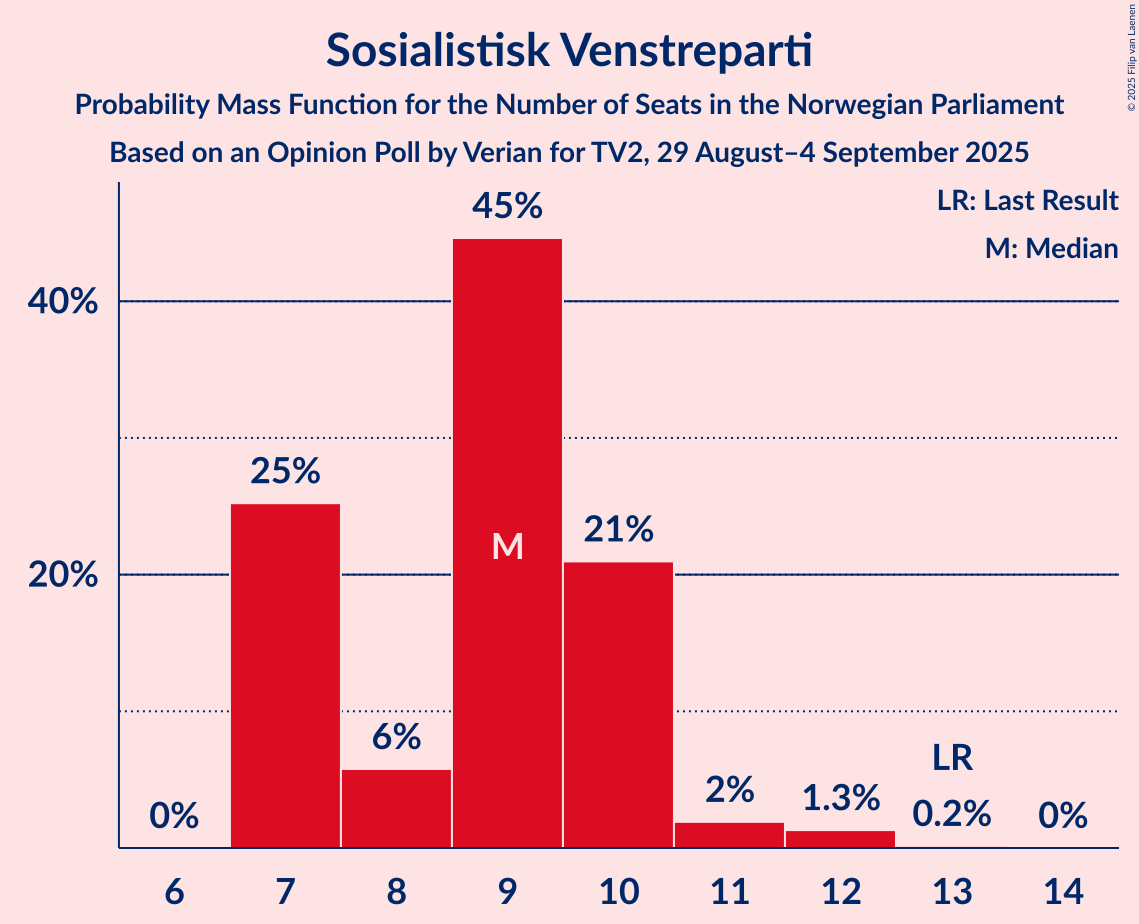 Sosialistisk Venstreparti
Probability Mass Function for the Number of Seats in the Norwegian Parliament
Based on an Opinion Poll by Verian for TV2, 29 August–4 September 2025
© 2025 Filip van Laenen
LR: Last Result
M: Median
45%
40%
25%
21%
M
20%
6%
LR
2%
1.3%
0.2%
0%
0%
6 7 8 9 10 11 12 13 14